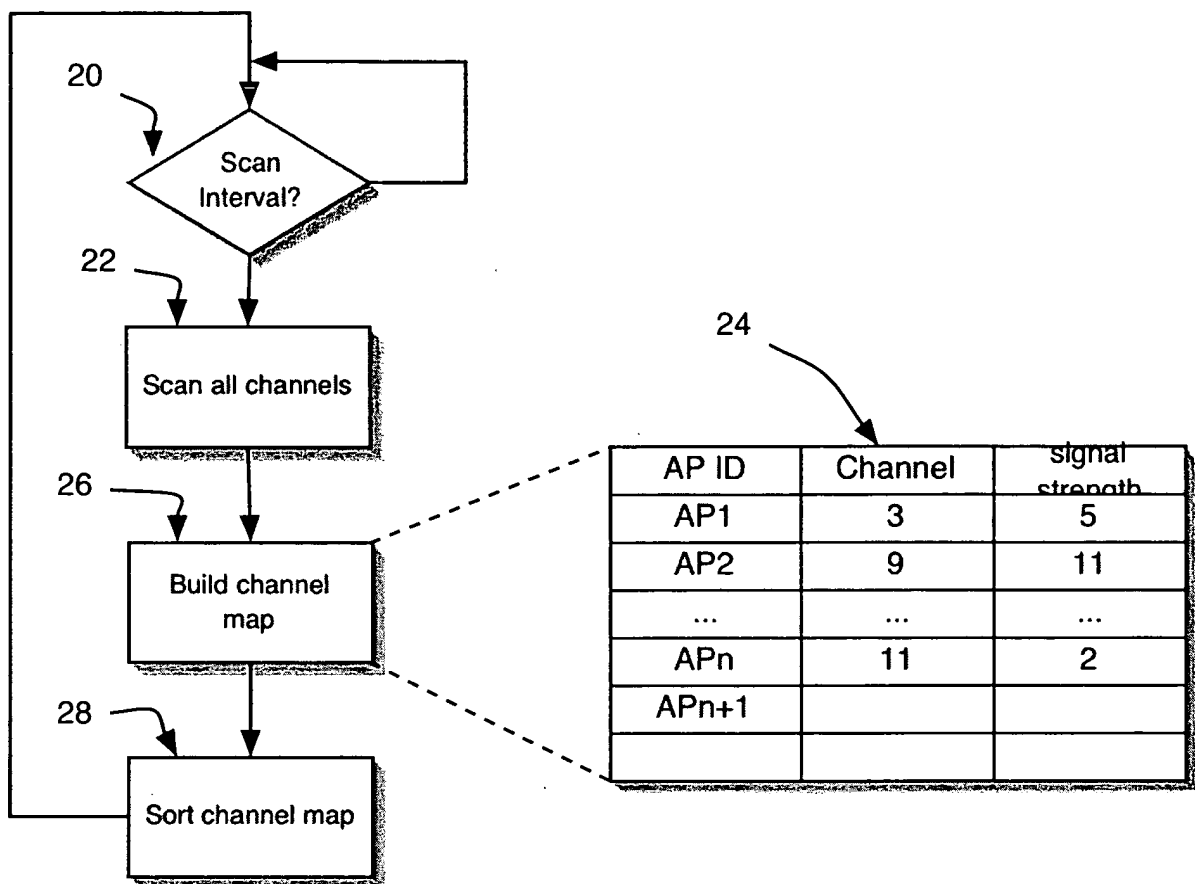 20
Scan
Interval?
22
Scan all channels
26
Build channel
map
28
Sort channel map
24
AP ID Channel signal
strength
AP1 3 5
AP2 9 11
... ... ...
APn 11 2
APn+1